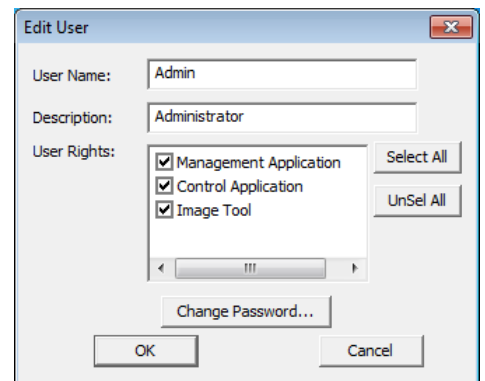 Edit User
User Name: Admin
Description: Administrator
User Rights:
Management Application
Control Application
Image Tool
Select All
UnSel All
Change Password...
OK Cancel